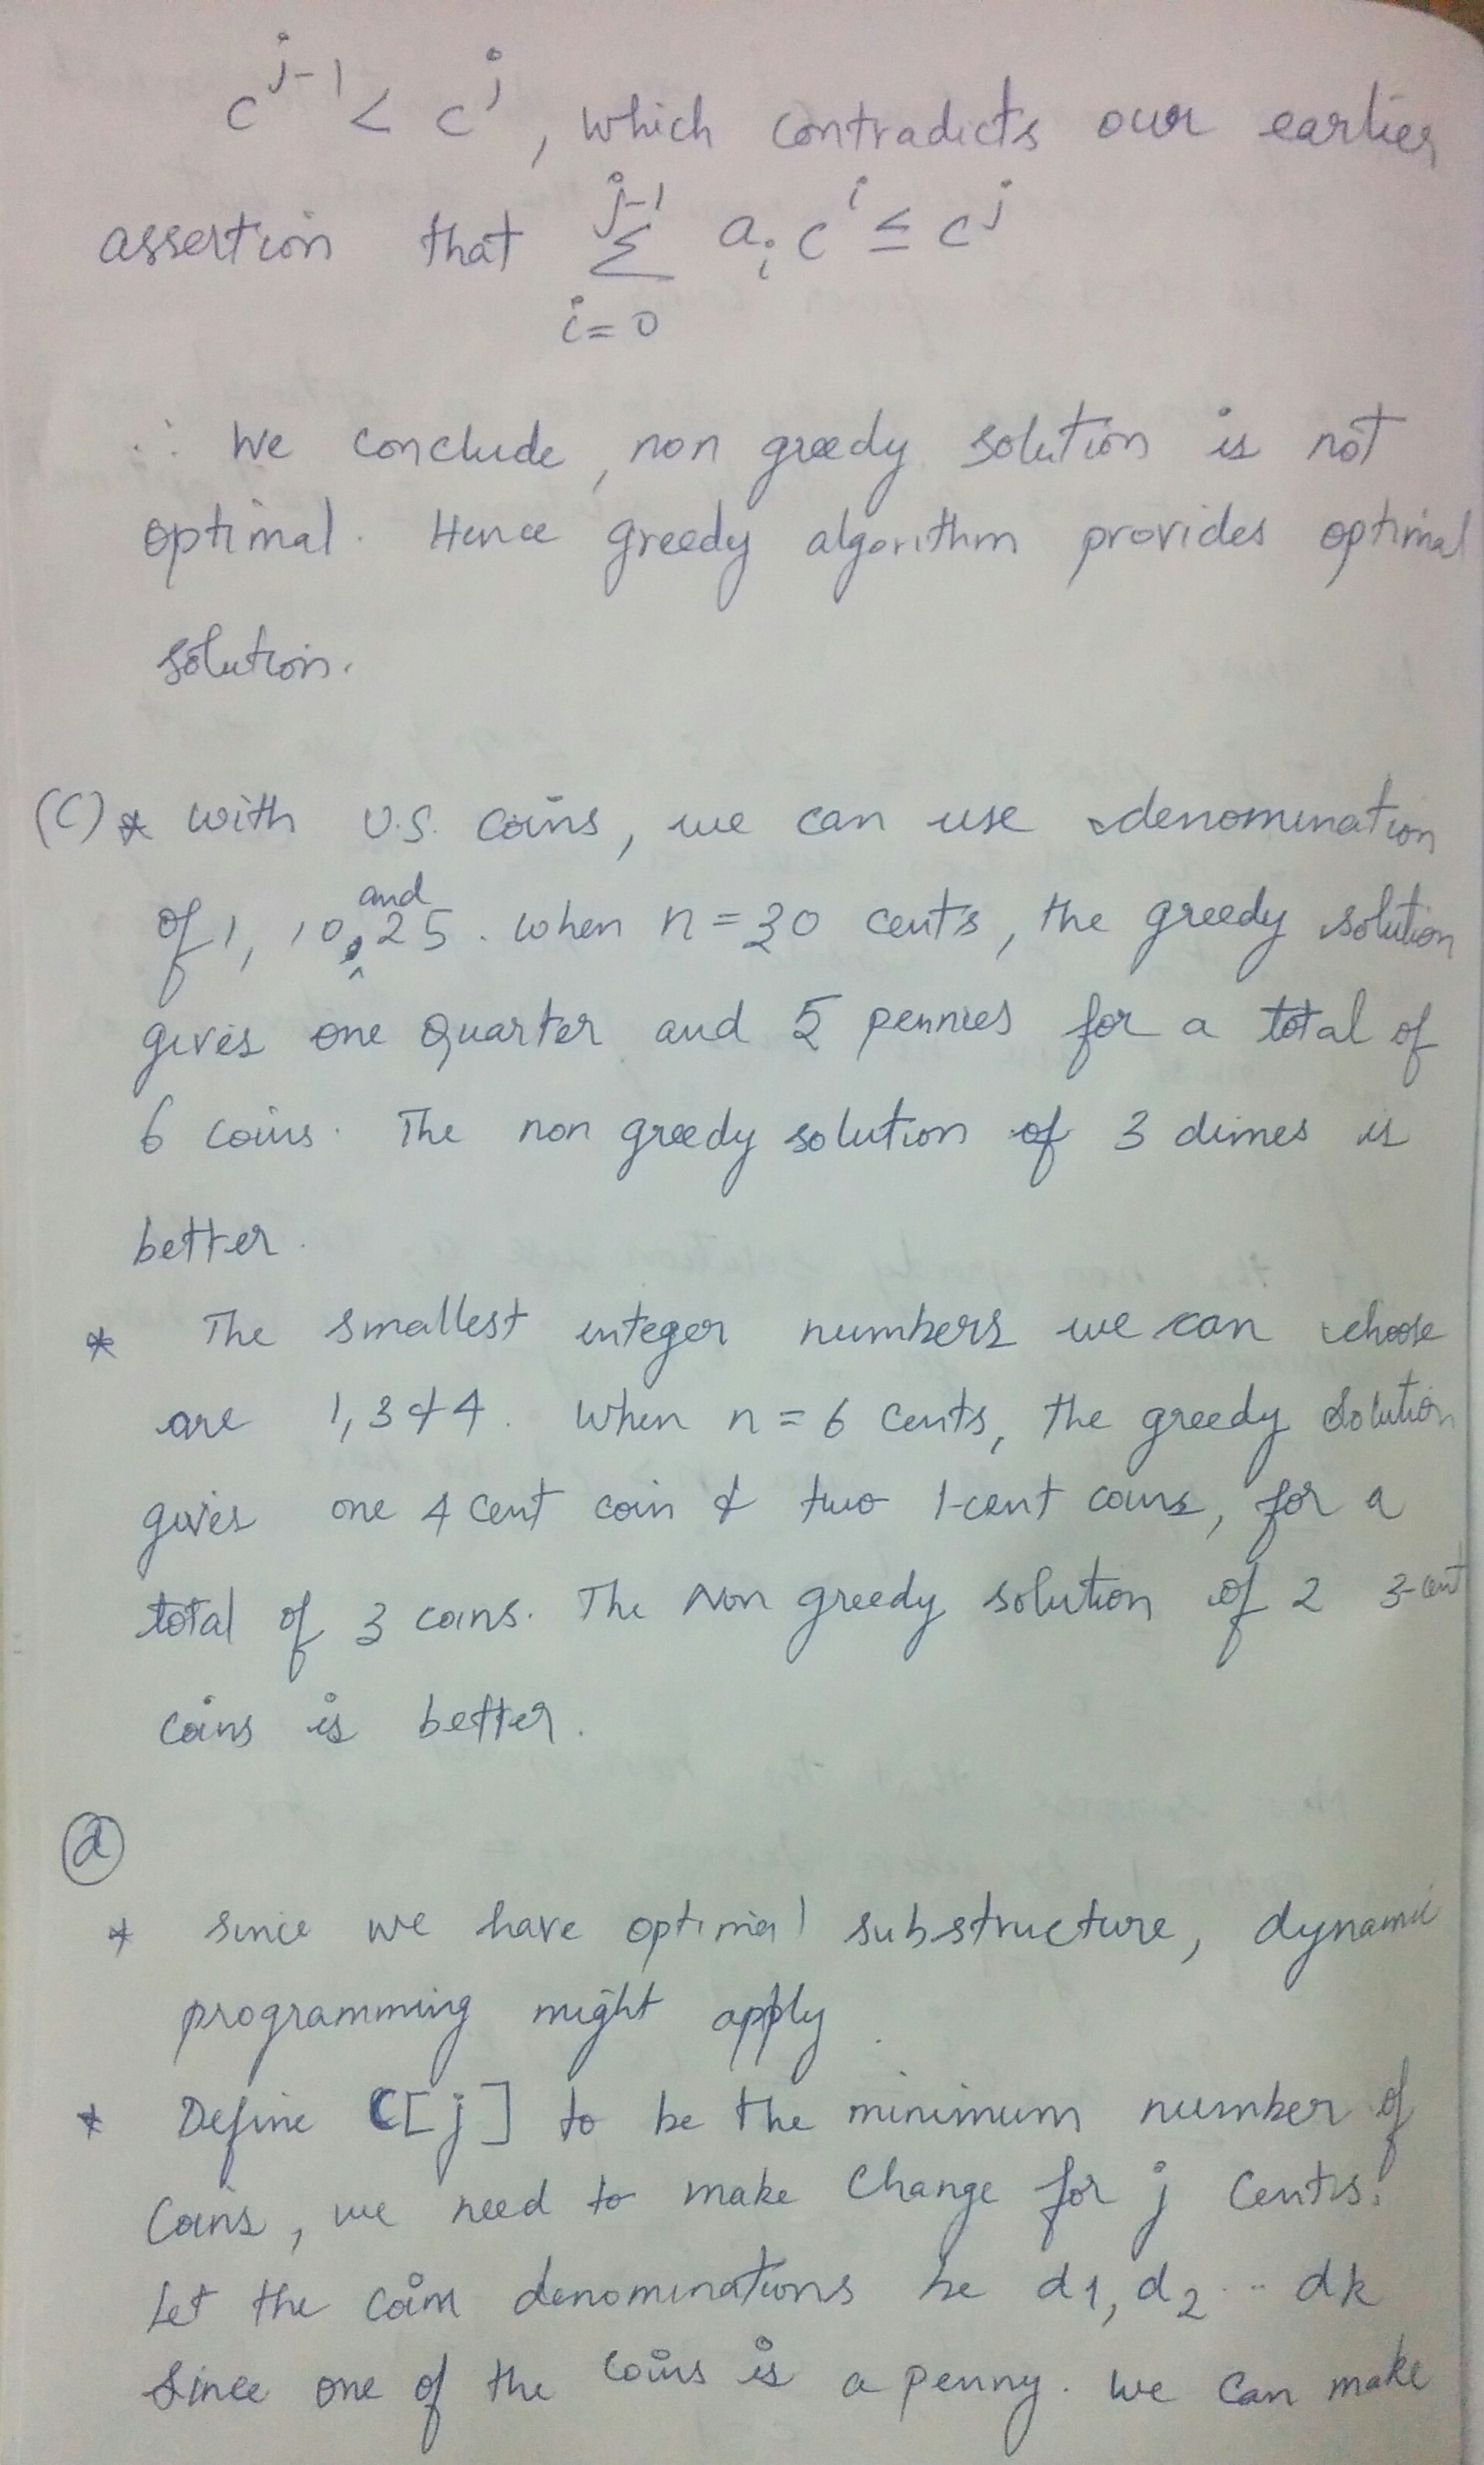 c^{j-1} < c^j, which contradicts our earlier
assertion that \sum_{i=0}^{j-1} a_i c^i ≤ c^j
∴ We conclude, non greedy solution is not
optimal. Hence greedy algorithm provides optimal
solution.
(C) * with U.S. coins, we can use denomination
of 1, 10 and 25. when n = 30 cents, the greedy solution
gives one Quarter and 5 pennies for a total of
6 coins. The non greedy solution of 3 dimes is
better.
* The smallest integer numbers we can choose
are 1, 3 & 4. When n = 6 cents, the greedy solution
gives one 4 cent coin & two 1-cent coins, for a
total of 3 coins. The Non greedy solution of 2 3-cent
coins is better.
(d)
* since we have optimal substructure, dynamic
programming might apply.
* Define C[j] to be the minimum number of
Coins, we need to make Change for j Cents.
Let the coin denominations be d1, d2 .. dk
Since one of the coins is a penny. We Can make